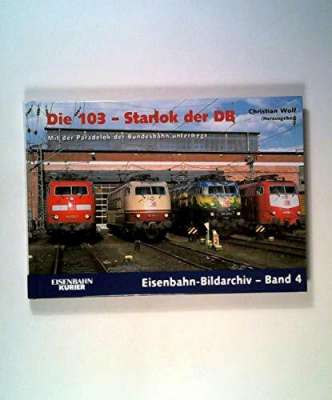 Die 103 – Starlok der DB
Christian Wolf
(Herausgeber)
Mit der Paradelok der Bundesbahn unterwegs
EISENBAHN
KURIER
Eisenbahn-Bildarchiv – Band 4